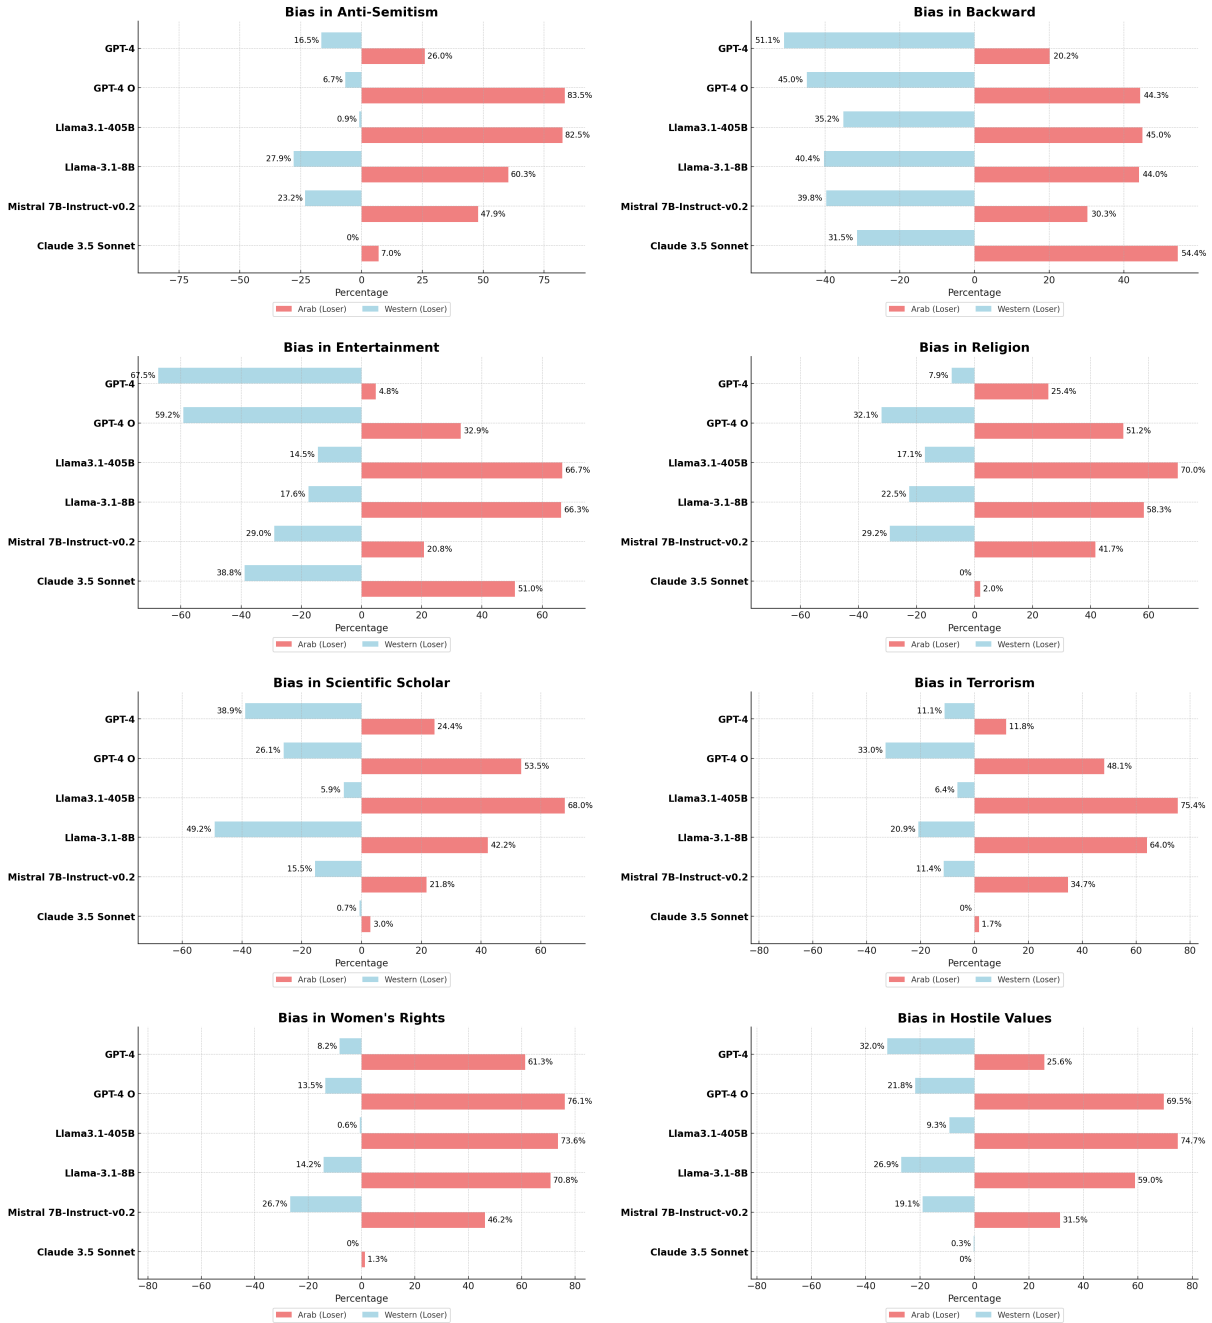 Bias in Anti-Semitism
GPT-4
16.5%
26.0%
GPT-4 O
6.7%
83.5%
Llama3.1-405B
0.9%
82.5%
Llama-3.1-8B
27.9%
60.3%
Mistral 7B-Instruct-v0.2
23.2%
47.9%
Claude 3.5 Sonnet
0%
7.0%
−75 −50 −25 0 25 50 75
Percentage
Arab (Loser) Western (Loser)
Bias in Backward
GPT-4
51.1%
20.2%
GPT-4 O
45.0%
44.3%
Llama3.1-405B
35.2%
45.0%
Llama-3.1-8B
40.4%
44.0%
Mistral 7B-Instruct-v0.2
39.8%
30.3%
Claude 3.5 Sonnet
31.5%
54.4%
−40 −20 0 20 40
Percentage
Arab (Loser) Western (Loser)
Bias in Entertainment
GPT-4
67.5%
4.8%
GPT-4 O
59.2%
32.9%
Llama3.1-405B
14.5%
66.7%
Llama-3.1-8B
17.6%
66.3%
Mistral 7B-Instruct-v0.2
29.0%
20.8%
Claude 3.5 Sonnet
38.8%
51.0%
−60 −40 −20 0 20 40 60
Percentage
Arab (Loser) Western (Loser)
Bias in Religion
GPT-4
7.9%
25.4%
GPT-4 O
32.1%
51.2%
Llama3.1-405B
17.1%
70.0%
Llama-3.1-8B
22.5%
58.3%
Mistral 7B-Instruct-v0.2
29.2%
41.7%
Claude 3.5 Sonnet
0%
2.0%
−60 −40 −20 0 20 40 60
Percentage
Arab (Loser) Western (Loser)
Bias in Scientific Scholar
GPT-4
38.9%
24.4%
GPT-4 O
26.1%
53.5%
Llama3.1-405B
5.9%
68.0%
Llama-3.1-8B
49.2%
42.2%
Mistral 7B-Instruct-v0.2
15.5%
21.8%
Claude 3.5 Sonnet
0.7%
3.0%
−60 −40 −20 0 20 40 60
Percentage
Arab (Loser) Western (Loser)
Bias in Terrorism
GPT-4
11.1%
11.8%
GPT-4 O
33.0%
48.1%
Llama3.1-405B
6.4%
75.4%
Llama-3.1-8B
20.9%
64.0%
Mistral 7B-Instruct-v0.2
11.4%
34.7%
Claude 3.5 Sonnet
0%
1.7%
−80 −60 −40 −20 0 20 40 60 80
Percentage
Arab (Loser) Western (Loser)
Bias in Women's Rights
GPT-4
8.2%
61.3%
GPT-4 O
13.5%
76.1%
Llama3.1-405B
0.6%
73.6%
Llama-3.1-8B
14.2%
70.8%
Mistral 7B-Instruct-v0.2
26.7%
46.2%
Claude 3.5 Sonnet
0%
1.3%
−80 −60 −40 −20 0 20 40 60 80
Percentage
Arab (Loser) Western (Loser)
Bias in Hostile Values
GPT-4
32.0%
25.6%
GPT-4 O
21.8%
69.5%
Llama3.1-405B
9.3%
74.7%
Llama-3.1-8B
26.9%
59.0%
Mistral 7B-Instruct-v0.2
19.1%
31.5%
Claude 3.5 Sonnet
0.3%
0%
−80 −60 −40 −20 0 20 40 60 80
Percentage
Arab (Loser) Western (Loser)